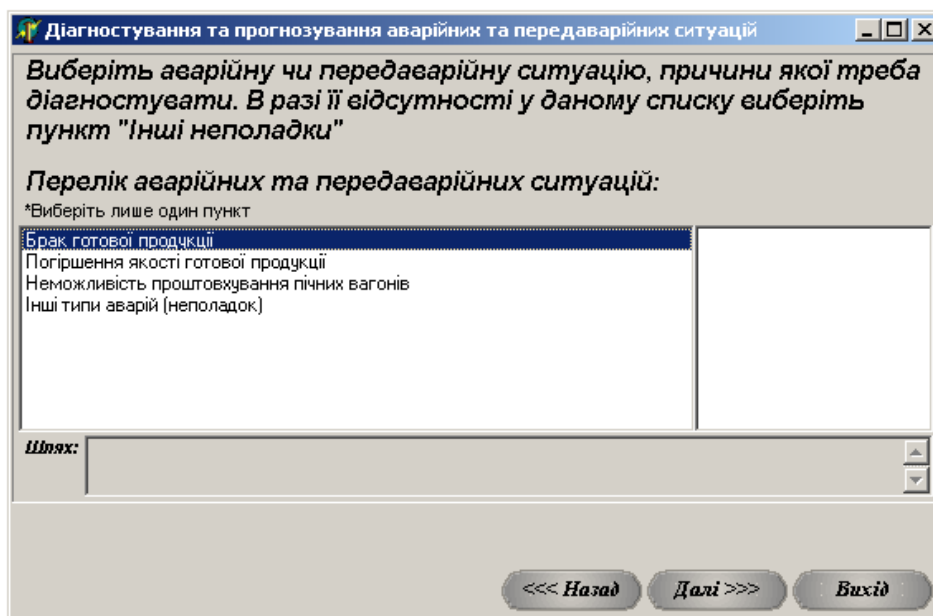 Діагностування та прогнозування аварійних та передаварійних ситуацій
Виберіть аварійну чи передаварійну ситуацію, причини якої треба
діагностувати. В разі її відсутності у даному списку виберіть
пункт "Інші неполадки"
Перелік аварійних та передаварійних ситуацій:
*Виберіть лише один пункт
Брак готової продукції
Погіршення якості готової продукції
Неможливість проштовхування пічних вагонів
Інші типи аварій (неполадок)
Шлях:
<<< Назад
Далі >>>
Вихід